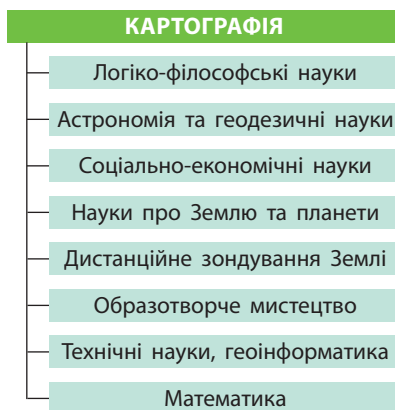 КАРТОГРАФІЯ
Логіко-філософські науки
Астрономія та геодезичні науки
Соціально-економічні науки
Науки про Землю та планети
Дистанційне зондування Землі
Образотворче мистецтво
Технічні науки, геоінформатика
Математика